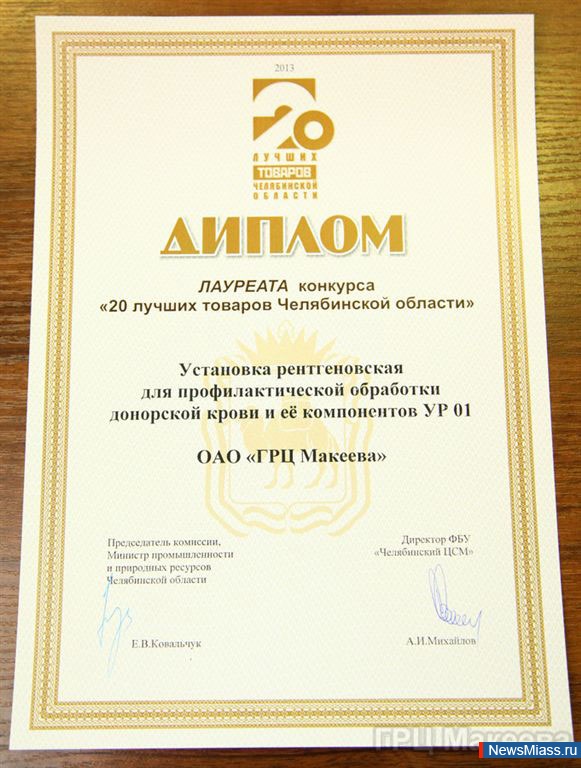 2013
20
ЛУЧШИХ
ТОВАРОВ
ЧЕЛЯБИНСКОЙ
ОБЛАСТИ
ДИПЛОМ
ЛАУРЕАТА конкурса
«20 лучших товаров Челябинской области»
Установка рентгеновская
для профилактической обработки
донорской крови и её компонентов УР 01
ОАО «ГРЦ Макеева»
Председатель комиссии,
Министр промышленности
и природных ресурсов
Челябинской области
Е.В.Ковальчук
Директор ФБУ
«Челябинский ЦСМ»
А.И.Михайлов
ГРЦ Макеева
NewsMiass.ru